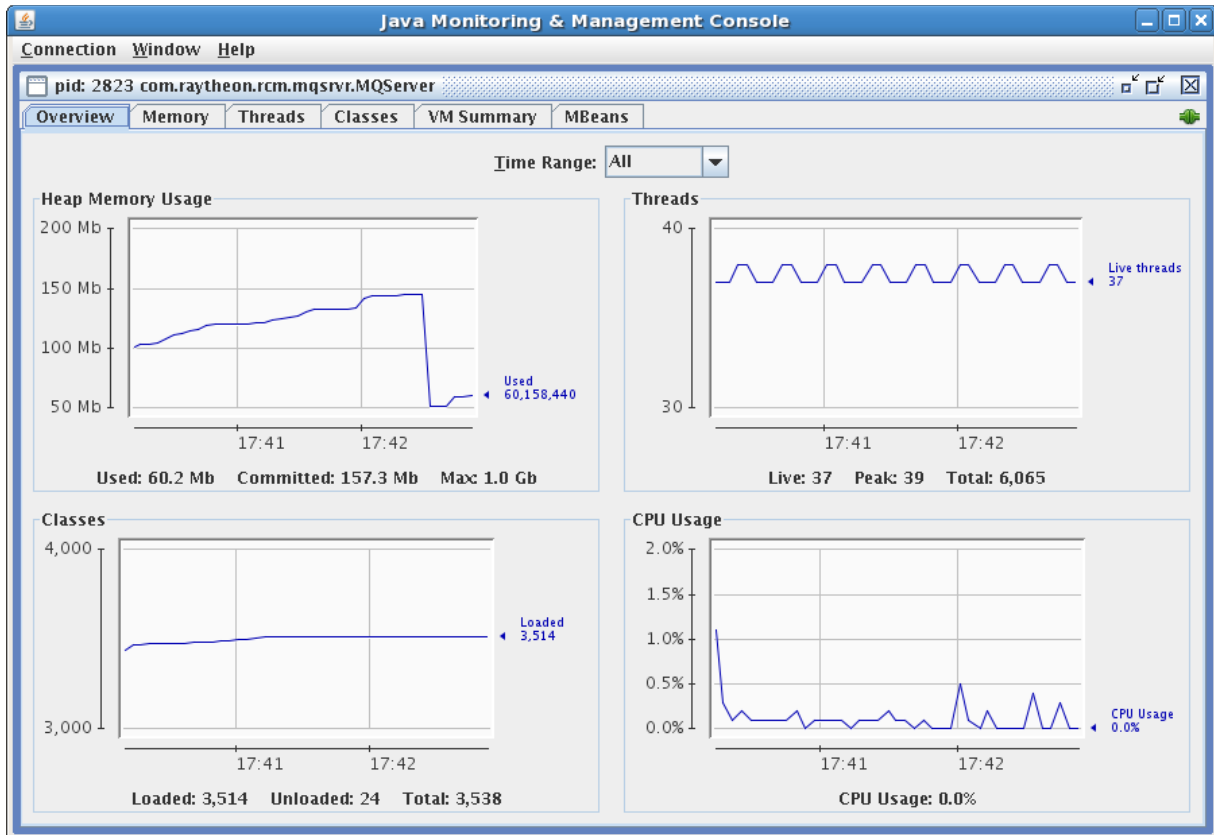 Java Monitoring & Management Console
Connection Window Help
pid: 2823 com.raytheon.rcm.mqsrvr.MQServer
Overview Memory Threads Classes VM Summary MBeans
Time Range: All
Heap Memory Usage
200 Mb
150 Mb
100 Mb
50 Mb
Used
60,158,440
17:41 17:42
Used: 60.2 Mb Committed: 157.3 Mb Max: 1.0 Gb
Threads
40
30
Live threads
37
17:41 17:42
Live: 37 Peak: 39 Total: 6,065
Classes
4,000
3,000
Loaded
3,514
17:41 17:42
Loaded: 3,514 Unloaded: 24 Total: 3,538
CPU Usage
2.0%
1.5%
1.0%
0.5%
0.0%
CPU Usage
0.0%
17:41 17:42
CPU Usage: 0.0%